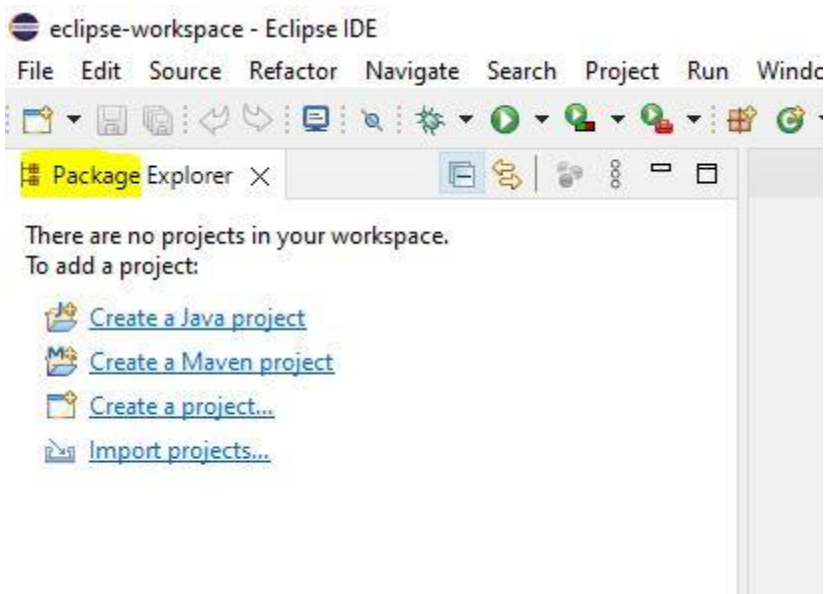 eclipse-workspace - Eclipse IDE
File Edit Source Refactor Navigate Search Project Run Windo
Package Explorer
There are no projects in your workspace.
To add a project:
Create a Java project
Create a Maven project
Create a project...
Import projects...